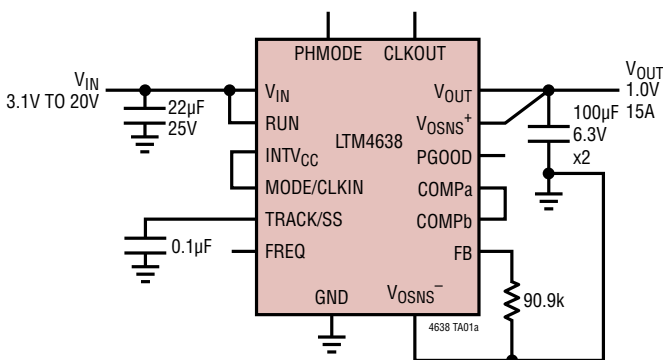 PHMODE CLKOUT
VIN
3.1V TO 20V
22µF
25V
VIN
RUN
INTVCC
MODE/CLKIN
TRACK/SS
FREQ
0.1µF
LTM4638
VOUT
VOSNS+
PGOOD
COMPa
COMPb
FB
GND
VOSNS–
VOUT
1.0V
15A
100µF
6.3V
x2
90.9k
4638 TA01a